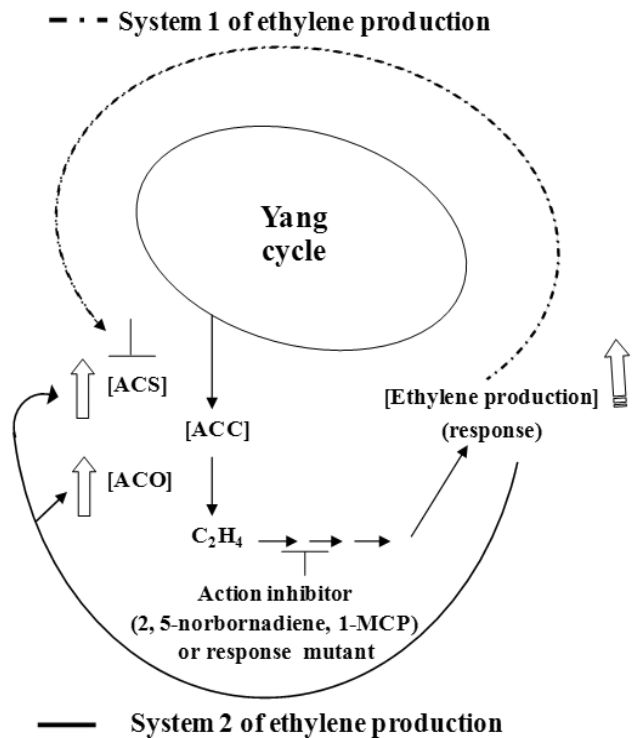 System 1 of ethylene production
Yang
cycle
[ACS]
[Ethylene production]
(response)
[ACC]
[ACO]
C₂H₄
Action inhibitor
(2, 5-norbornadiene, 1-MCP)
or response mutant
System 2 of ethylene production